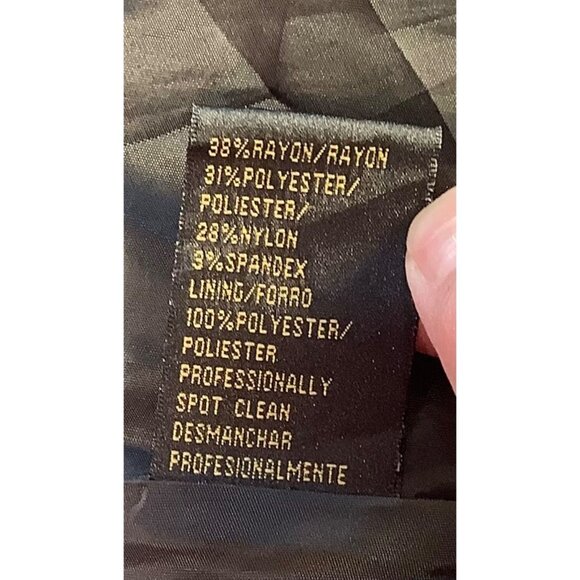 38%RAYON/RAYON
31%POLYESTER/
POLIESTER/
28%NYLON
3%SPANDEX
LINING/FORRO
100%POLYESTER/
POLIESTER
PROFESSIONALLY
SPOT CLEAN
DESMANCHAR
PROFESIONALMENTE